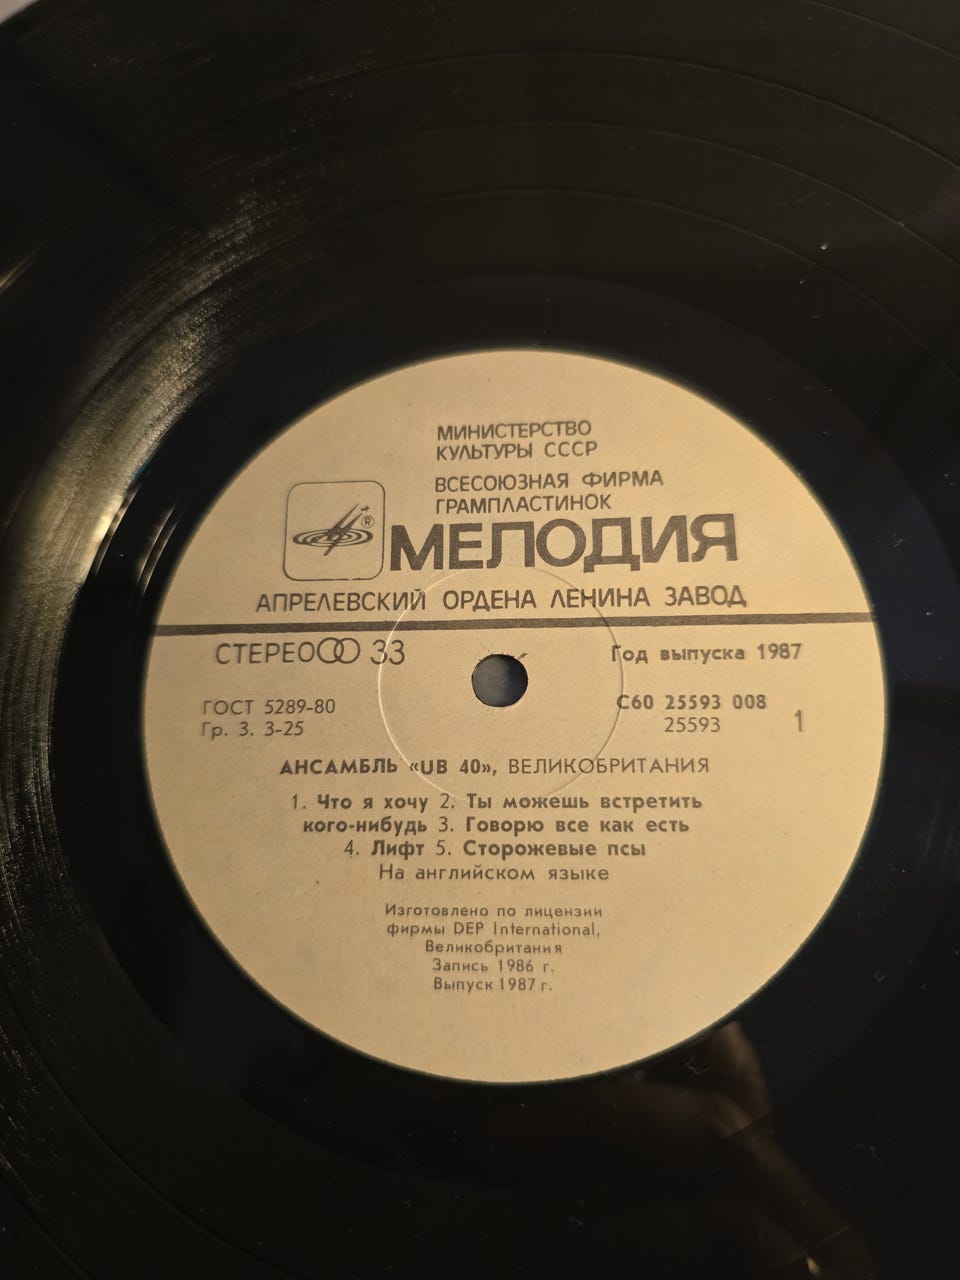 МИНИСТЕРСТВО
КУЛЬТУРЫ СССР
ВСЕСОЮЗНАЯ ФИРМА
ГРАМПЛАСТИНОК
®
МЕЛОДИЯ
АПРЕЛЕВСКИЙ ОРДЕНА ЛЕНИНА ЗАВОД
СТЕРЕО 33
Год выпуска 1987
ГОСТ 5289-80
Гр. 3. 3-25
С60 25593 008
25593
1
АНСАМБЛЬ «UB 40», ВЕЛИКОБРИТАНИЯ
1. Что я хочу 2. Ты можешь встретить
кого-нибудь 3. Говорю все как есть
4. Лифт 5. Сторожевые псы
На английском языке
Изготовлено по лицензии
фирмы DEP International,
Великобритания
Запись 1986 г.
Выпуск 1987 г.